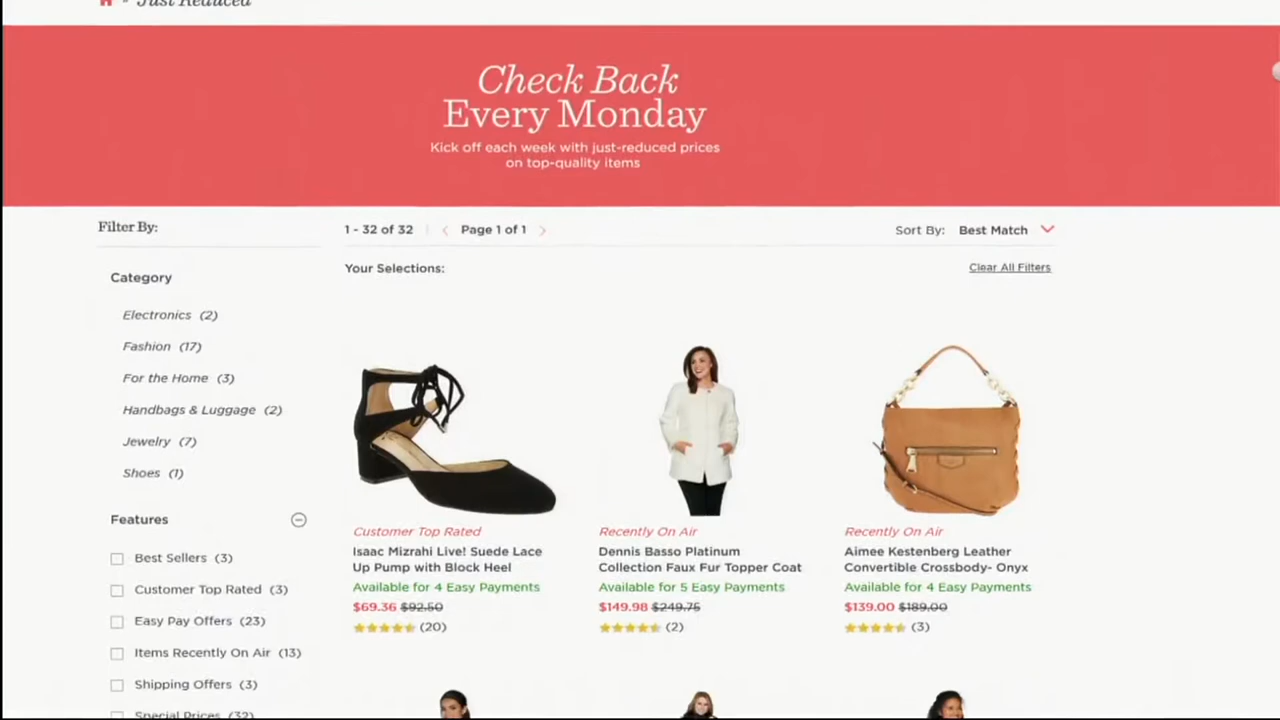 Just Reduced
Check Back
Every Monday
Kick off each week with just-reduced prices
on top-quality items
Filter By:
1 - 32 of 32
Page 1 of 1
Sort By: Best Match
Your Selections:
Clear All Filters
Category
Electronics (2)
Fashion (17)
For the Home (3)
Handbags & Luggage (2)
Jewelry (7)
Shoes (1)
Features
Best Sellers (3)
Customer Top Rated (3)
Easy Pay Offers (23)
Items Recently On Air (13)
Shipping Offers (3)
Special Prices (32)
Customer Top Rated
Isaac Mizrahi Live! Suede Lace
Up Pump with Block Heel
Available for 4 Easy Payments
$69.36 $92.50
(20)
Recently On Air
Dennis Basso Platinum
Collection Faux Fur Topper Coat
Available for 5 Easy Payments
$149.98 $249.75
(2)
Recently On Air
Aimee Kestenberg Leather
Convertible Crossbody- Onyx
Available for 4 Easy Payments
$139.00 $189.00
(3)